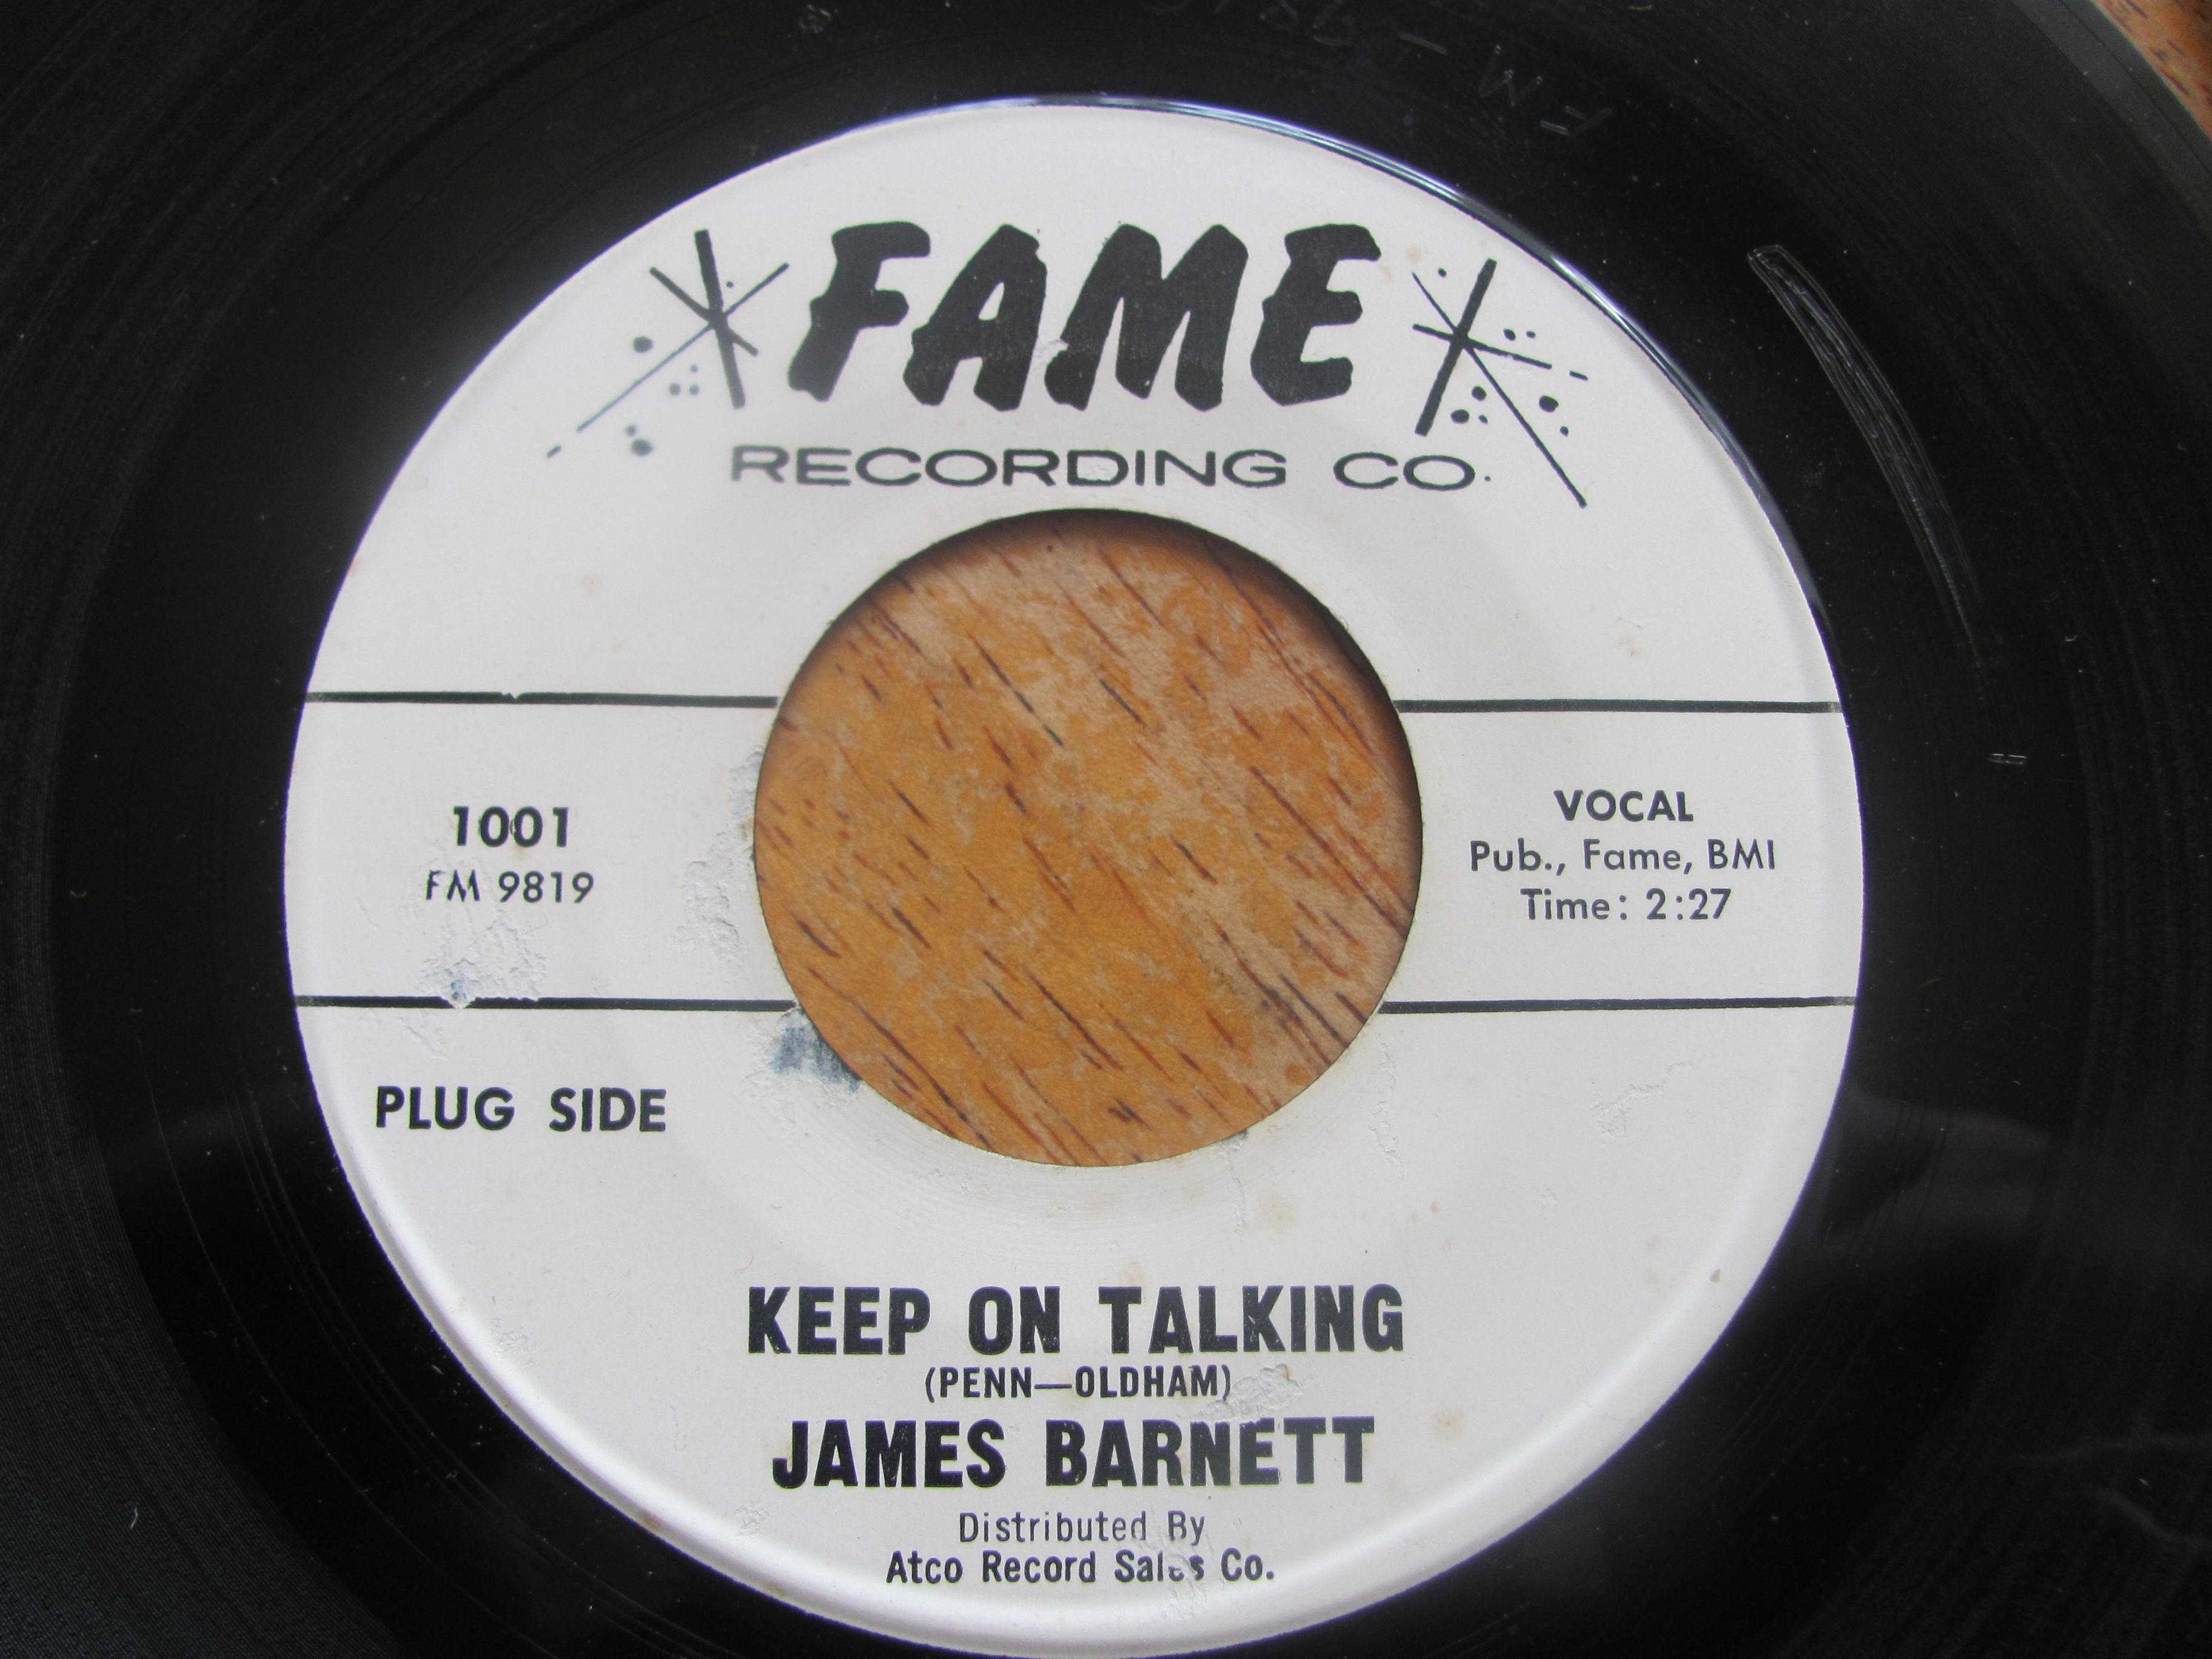 FAME
RECORDING CO.
1001
FM 9819
VOCAL
Pub., Fame, BMI
Time: 2:27
PLUG SIDE
KEEP ON TALKING
(PENN—OLDHAM)
JAMES BARNETT
Distributed By
Atco Record Sales Co.